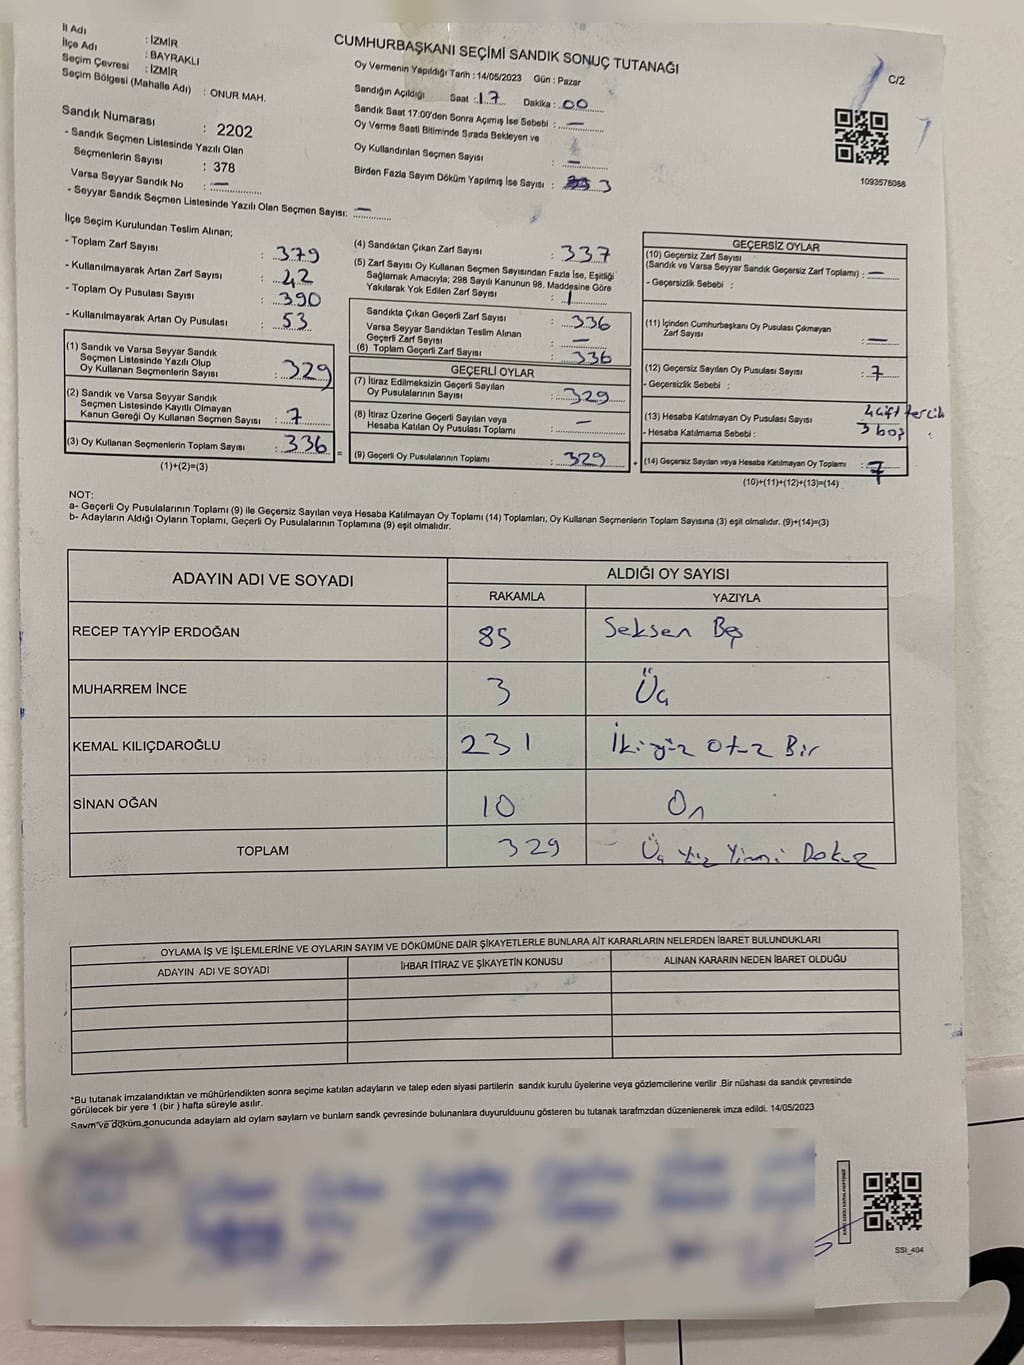 İl Adı : İZMİR
İlçe Adı : BAYRAKLI
Seçim Çevresi : İZMİR
Seçim Bölgesi (Mahalle Adı) : ONUR MAH.
Sandık Numarası : 2202
- Sandık Seçmen Listesinde Yazılı Olan
Seçmenlerin Sayısı : 378
Varsa Seyyar Sandık No : —
- Seyyar Sandık Seçmen Listesinde Yazılı Olan Seçmen Sayısı: —
CUMHURBAŞKANI SEÇİMİ SANDIK SONUÇ TUTANAĞI
Oy Vermenin Yapıldığı Tarih : 14/05/2023 Gün : Pazar
Sandığın Açıldığı Saat : 17 Dakika : 00
Sandık Saat 17:00'den Sonra Açımış İse Sebebi : —
Oy Verme Saati Bitiminde Sırada Bekleyen ve
Oy Kullandırılan Seçmen Sayısı : —
Birden Fazla Sayım Döküm Yapılmış İse Sayısı : 3
C/2
1093576088
İlçe Seçim Kurulundan Teslim Alınan;
- Toplam Zarf Sayısı : 379
- Kullanılmayarak Artan Zarf Sayısı : 42
- Toplam Oy Pusulası Sayısı : 390
- Kullanılmayarak Artan Oy Pusulası : 53
(1) Sandık ve Varsa Seyyar Sandık
Seçmen Listesinde Yazılı Olup
Oy Kullanan Seçmenlerin Sayısı : 329
(2) Sandık ve Varsa Seyyar Sandık
Seçmen Listesinde Kayıtlı Olmayan
Kanun Gereği Oy Kullanan Seçmen Sayısı : 7
(3) Oy Kullanan Seçmenlerin Toplam Sayısı : 336 =
(1)+(2)=(3)
(4) Sandıktan Çıkan Zarf Sayısı : 337
(5) Zarf Sayısı Oy Kullanan Seçmen Sayısından Fazla İse, Eşitliği
Sağlamak Amacıyla; 298 Sayılı Kanunun 98. Maddesine Göre
Yakılarak Yok Edilen Zarf Sayısı : 1
Sandıkta Çıkan Geçerli Zarf Sayısı : 336
Varsa Seyyar Sandıktan Teslim Alınan
Geçerli Zarf Sayısı : —
(6) Toplam Geçerli Zarf Sayısı : 336
GEÇERLİ OYLAR
(7) İtiraz Edilmeksizin Geçerli Sayılan
Oy Pusulalarının Sayısı : 329
(8) İtiraz Üzerine Geçerli Sayılan veya
Hesaba Katılan Oy Pusulası Toplamı : —
(9) Geçerli Oy Pusulalarının Toplamı : 329 +
GEÇERSİZ OYLAR
(10) Geçersiz Zarf Sayısı
(Sandık ve Varsa Seyyar Sandık Geçersiz Zarf Toplamı) : —
- Geçersizlik Sebebi :
(11) İçinden Cumhurbaşkanı Oy Pusulası Çıkmayan
Zarf Sayısı : —
(12) Geçersiz Sayılan Oy Pusulası Sayısı : 7
- Geçersizlik Sebebi :
(13) Hesaba Katılmayan Oy Pusulası Sayısı 4 çift tercih
- Hesaba Katılmama Sebebi : 3 boş
(14) Geçersiz Sayılan veya Hesaba Katılmayan Oy Toplamı : 7
(10)+(11)+(12)+(13)=(14)
NOT:
a- Geçerli Oy Pusulalarının Toplamı (9) ile Geçersiz Sayılan veya Hesaba Katılmayan Oy Toplamı (14) Toplamları, Oy Kullanan Seçmenlerin Toplam Sayısına (3) eşit olmalıdır. (9)+(14)=(3)
b- Adayların Aldığı Oyların Toplamı, Geçerli Oy Pusulalarının Toplamına (9) eşit olmalıdır.
ADAYIN ADI VE SOYADI ALDIĞI OY SAYISI
RAKAMLA YAZIYLA
RECEP TAYYİP ERDOĞAN 85 Seksen Beş
MUHARREM İNCE 3 Üç
KEMAL KILIÇDAROĞLU 231 İkiyüz Otuz Bir
SİNAN OĞAN 10 On
TOPLAM 329 Üç Yüz Yirmi Dokuz
OYLAMA İŞ VE İŞLEMLERİNE VE OYLARIN SAYIM VE DÖKÜMÜNE DAİR ŞİKAYETLERLE BUNLARA AİT KARARLARIN NELERDEN İBARET BULUNDUKLARI
ADAYIN ADI VE SOYADI İHBAR İTİRAZ VE ŞİKAYETİN KONUSU ALINAN KARARIN NEDEN İBARET OLDUĞU
*Bu tutanak imzalandıktan ve mühürlendikten sonra seçime katılan adayların ve talep eden siyasi partilerin sandık kurulu üyelerine veya gözlemcilerine verilir .Bir nüshası da sandık çevresinde
görülecek bir yere 1 (bir ) hafta süreyle asılır.
Sayım ve döküm sonucunda adayların ald oyların sayların ve bunların sandk çevresinde bulunanlara duyurulduunu gösteren bu tutanak tarafmzdan düzenlenerek imza edildi. 14/05/2023
SSI_404